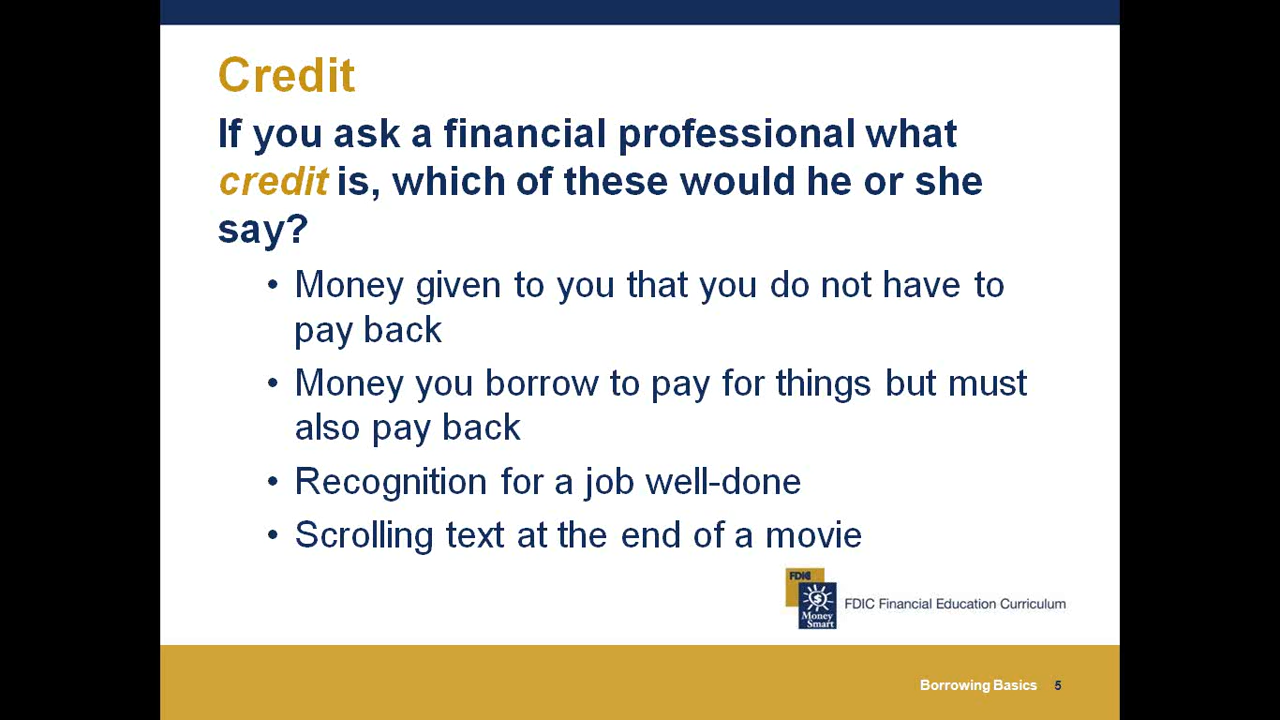 Credit
If you ask a financial professional what
credit is, which of these would he or she
say?
• Money given to you that you do not have to
pay back
• Money you borrow to pay for things but must
also pay back
• Recognition for a job well-done
• Scrolling text at the end of a movie
FDIC
$
Money
Smart
FDIC Financial Education Curriculum
Borrowing Basics 5